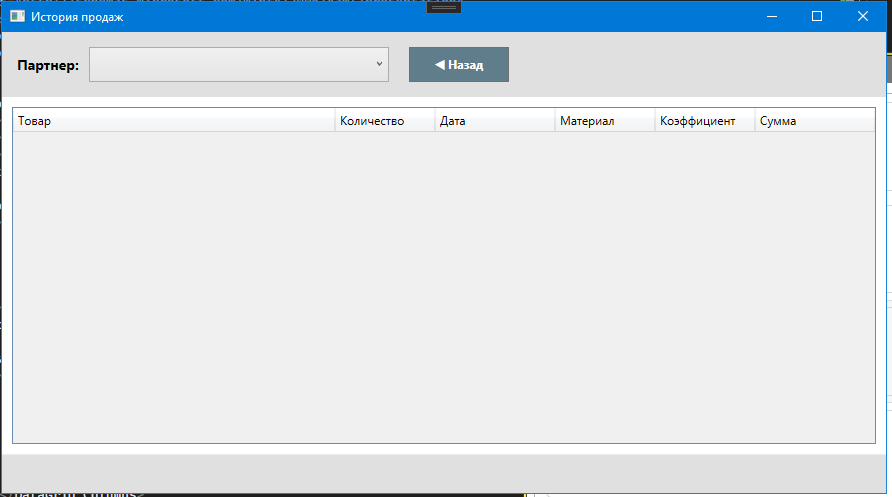 История продаж
Партнер:
◀ Назад
Товар Количество Дата Материал Коэффициент Сумма